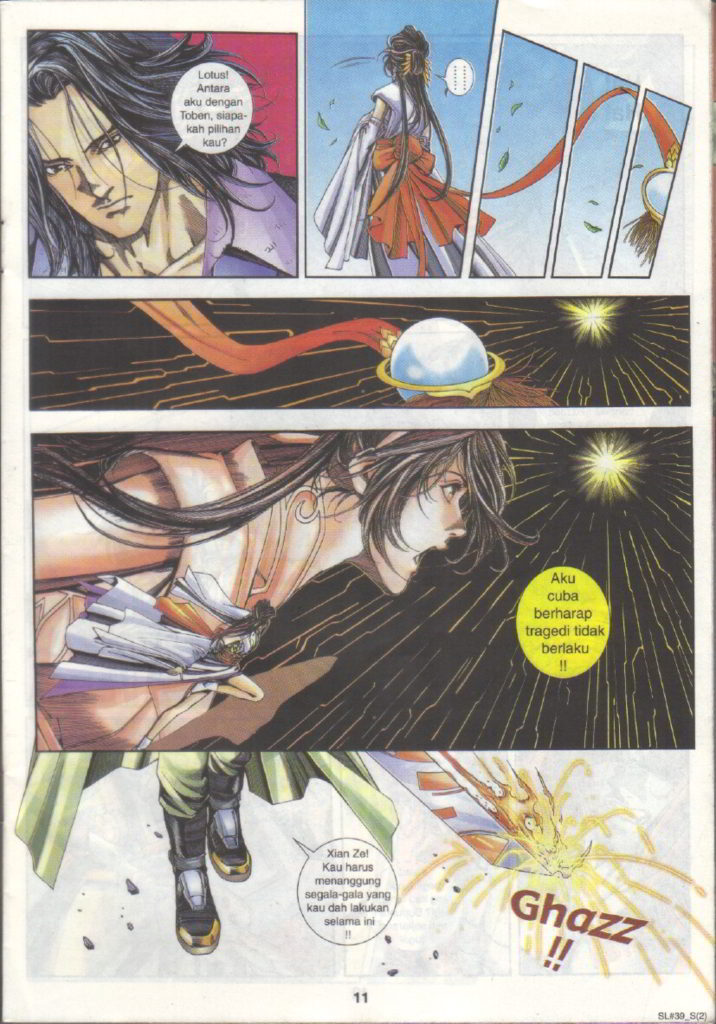 Lotus!
Antara
aku dengan
Toben, siapa-
kah pilihan
kau?
Aku
cuba
berharap
tragedi tidak
berlaku
!!
Xian Ze!
Kau harus
menanggung
segala-gala yang
kau dah lakukan
selama ini
!!
Ghazz
!!
11
SL#39_S(2)